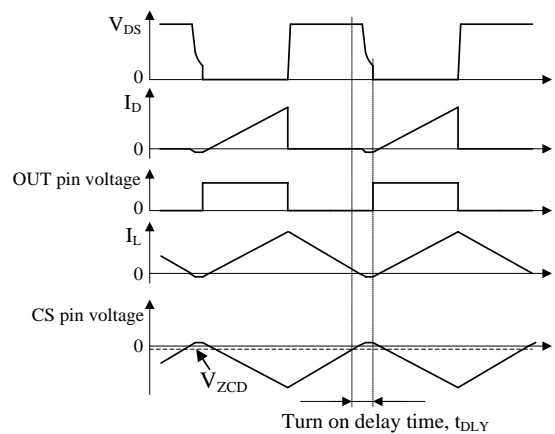 V_DS
0
I_D
0
OUT pin voltage
0
I_L
0
CS pin voltage
0
V_ZCD
Turn on delay time, t_DLY